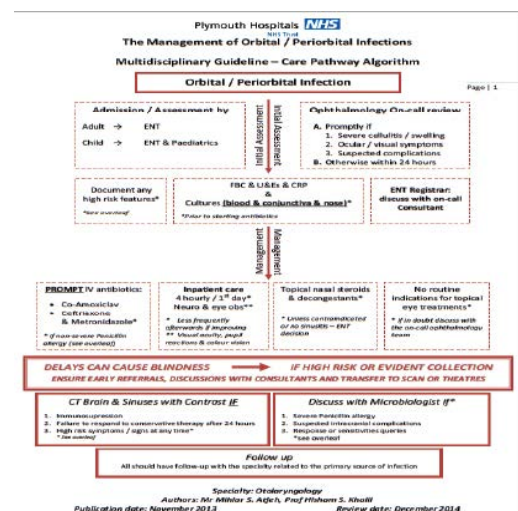 Plymouth Hospitals NHS
NHS Trust
The Management of Orbital / Periorbital Infections
Multidisciplinary Guideline – Care Pathway Algorithm
Orbital / Periorbital Infection
Page | 1
Admission / Assessment by
Adult → ENT
Child → ENT & Paediatrics
Initial Assessment
Initial Assessment
Ophthalmology On-call review
A. Promptly if
1. Severe cellulitis / swelling
2. Ocular / visual symptoms
3. Suspected complications
B. Otherwise within 24 hours
Document any
high risk features*
*See overleaf
FBC & U&Es & CRP
&
Cultures (blood & conjunctiva & nose)*
*Prior to starting antibiotics
ENT Registrar:
discuss with on-call
Consultant
Management
Management
PROMPT IV antibiotics:
• Co-Amoxiclav
• Ceftriaxone
& Metronidazole*
* If non-severe Penicillin
allergy (see overleaf)
Inpatient care
4 hourly / 1st day*
Neuro & eye obs**
* Less frequently
afterwards if improving
** Visual acuity, pupil
reactions & colour vision
Topical nasal steroids
& decongestants*
* Unless contraindicated
or no sinusitis – ENT
decision
No routine
indications for topical
eye treatments*
* If in doubt discuss with
the on-call ophthalmology
team
DELAYS CAN CAUSE BLINDNESS → IF HIGH RISK OR EVIDENT COLLECTION
ENSURE EARLY REFERRALS, DISCUSSIONS WITH CONSULTANTS AND TRANSFER TO SCAN OR THEATRES
CT Brain & Sinuses with Contrast IF
1. Immunosupression
2. Failure to respond to conservative therapy after 24 hours
3. High risk symptoms / signs at any time*
* See overleaf
Discuss with Microbiologist if*
1. Severe Penicillin allergy
2. Suspected intracranial complications
3. Response or sensitivities queries
*see overleaf
Follow up
All should have follow-up with the specialty related to the primary source of infection
Specialty: Otolaryngology
Authors: Mr Mihiar S. Atfeh, Prof Hisham S. Khalil
Publication date: November 2013 Review date: December 2014